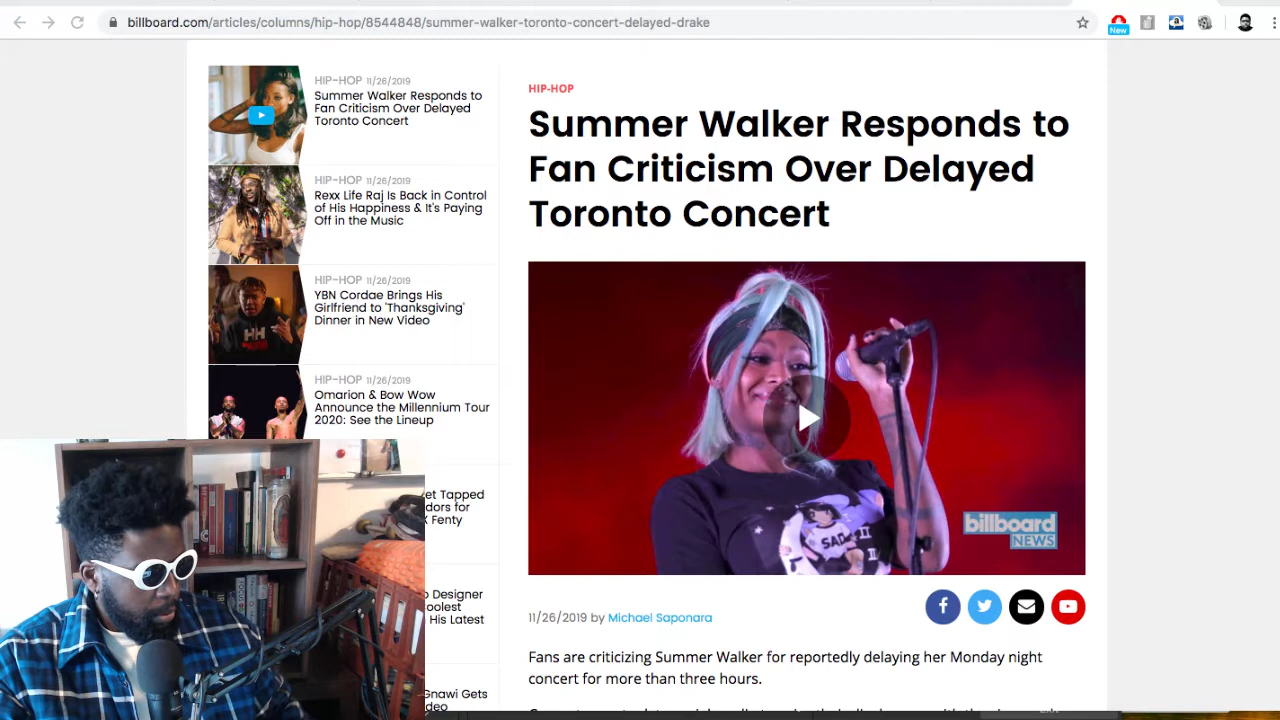 billboard.com/articles/columns/hip-hop/8544848/summer-walker-toronto-concert-delayed-drake
New
HIP-HOP 11/26/2019
Summer Walker Responds to
Fan Criticism Over Delayed
Toronto Concert
HIP-HOP 11/26/2019
Rexx Life Raj Is Back in Control
of His Happiness & It's Paying
Off in the Music
HIP-HOP 11/26/2019
YBN Cordae Brings His
Girlfriend to 'Thanksgiving'
Dinner in New Video
HIP-HOP 11/26/2019
Omarion & Bow Wow
Announce the Millennium Tour
2020: See the Lineup
et Tapped
dors for
X Fenty
o Designer
oolest
His Latest
Gnawi Gets
Video
HIP-HOP
Summer Walker Responds to
Fan Criticism Over Delayed
Toronto Concert
HH
SAD
billboard
NEWS
11/26/2019 by Michael Saponara
Fans are criticizing Summer Walker for reportedly delaying her Monday night
concert for more than three hours.